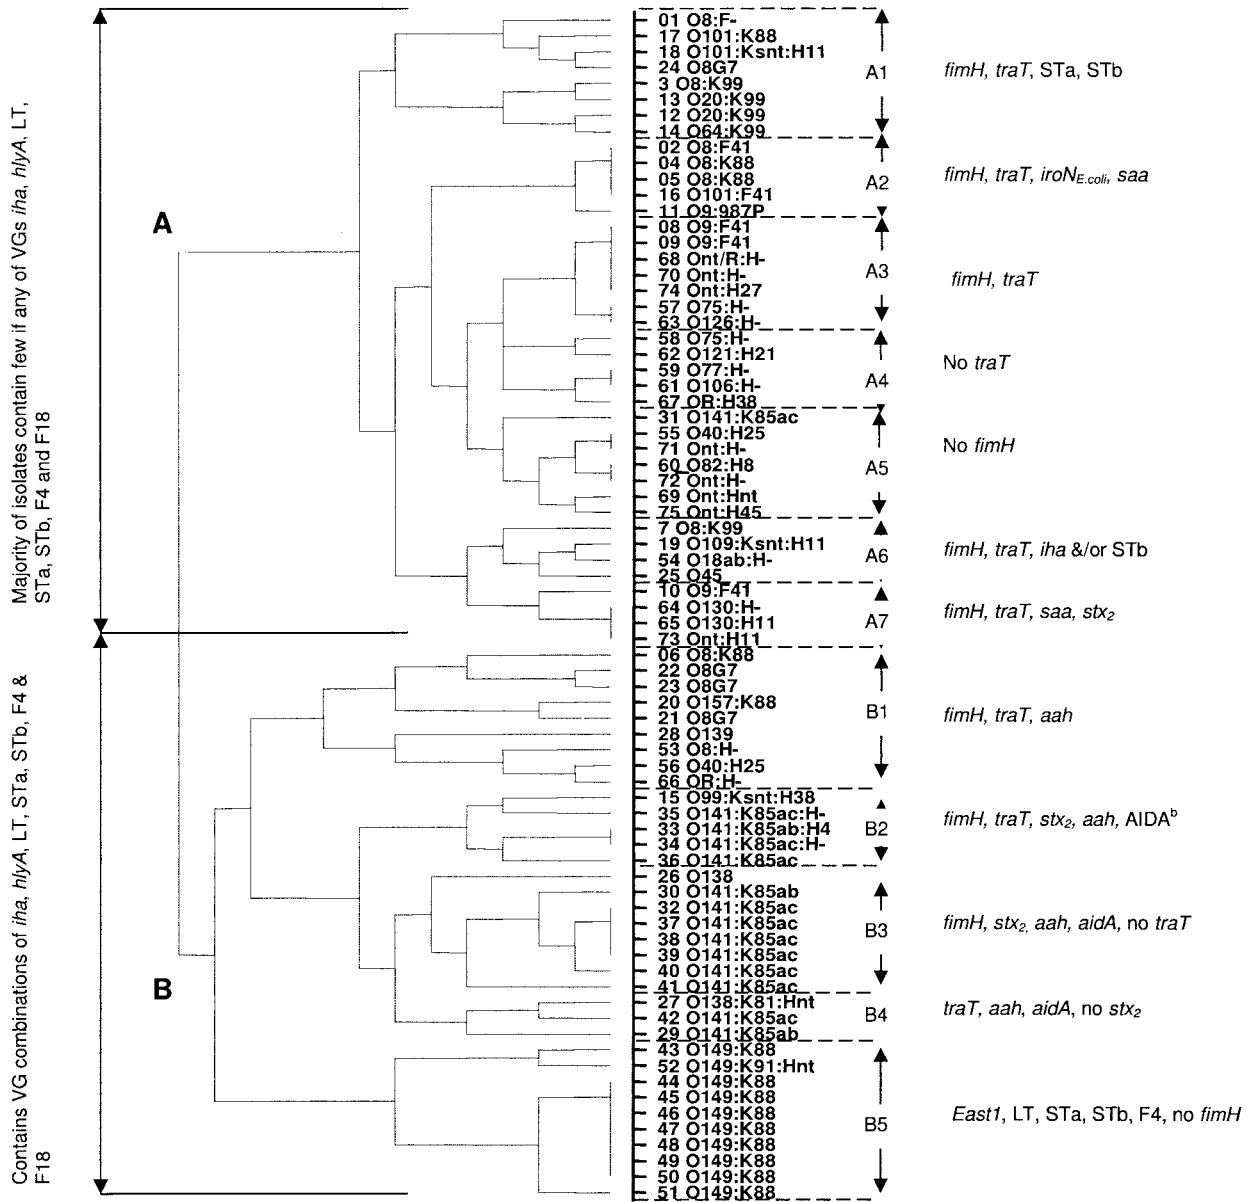 Majority of isolates contain few if any of VGs iha, hlyA, LT,
STa, STb, F4 and F18
Contains VG combinations of iha, hlyA, LT, STa, STb, F4 &
F18
A
B
01 O8:F-
17 O101:K88
18 O101:Ksnt:H11
24 O8G7
3 O8:K99
13 O20:K99
12 O20:K99
14 O64:K99
A1
fimH, traT, STa, STb
02 O8:F41
04 O8:K88
05 O8:K88
16 O101:F41
11 O9:987P
A2
fimH, traT, iroNE.coli, saa
08 O9:F41
09 O9:F41
68 Ont/R:H-
70 Ont:H-
74 Ont:H27
57 O75:H-
63 O126:H-
A3
fimH, traT
58 O75:H-
62 O121:H21
59 O77:H-
61 O106:H-
67 OR:H38
A4
No traT
31 O141:K85ac
55 O40:H25
71 Ont:H-
60 O82:H8
72 Ont:H-
69 Ont:Hnt
75 Ont:H45
A5
No fimH
7 O8:K99
19 O109:Ksnt:H11
54 O18ab:H-
25 O45
A6
fimH, traT, iha &/or STb
10 O9:F41
64 O130:H-
65 O130:H11
73 Ont:H11
A7
fimH, traT, saa, stx2
06 O8:K88
22 O8G7
23 O8G7
20 O157:K88
21 O8G7
28 O139
53 O8:H-
56 O40:H25
66 OR:H-
B1
fimH, traT, aah
15 O99:Ksnt:H38
35 O141:K85ac:H-
33 O141:K85ab:H4
34 O141:K85ac:H-
36 O141:K85ac
B2
fimH, traT, stx2, aah, AIDAb
26 O138
30 O141:K85ab
32 O141:K85ac
37 O141:K85ac
38 O141:K85ac
39 O141:K85ac
40 O141:K85ac
41 O141:K85ac
B3
fimH, stx2, aah, aidA, no traT
27 O138:K81:Hnt
42 O141:K85ac
29 O141:K85ab
B4
traT, aah, aidA, no stx2
43 O149:K88
52 O149:K91:Hnt
44 O149:K88
45 O149:K88
46 O149:K88
47 O149:K88
48 O149:K88
49 O149:K88
50 O149:K88
51 O149:K88
B5
East1, LT, STa, STb, F4, no fimH